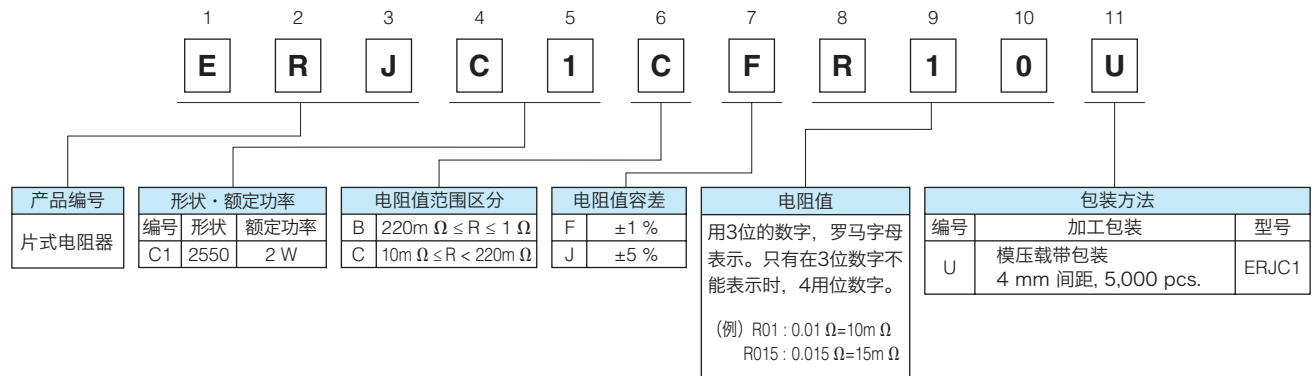 1 2 3 4 5 6 7 8 9 10 11
E R J C 1 C F R 1 0 U
产品编号
片式电阻器
形状・额定功率
编号 形状 额定功率
C1 2550 2 W
电阻值范围区分
B 220m Ω ≤ R ≤ 1 Ω
C 10m Ω ≤ R < 220m Ω
电阻值容差
F ±1 %
J ±5 %
电阻值
用3位的数字，罗马字母
表示。只有在3位数字不
能表示时，4用位数字。
(例) R01 : 0.01 Ω=10m Ω
R015 : 0.015 Ω=15m Ω
包装方法
编号 加工包装 型号
U 模压载带包装 ERJC1
4 mm 间距, 5,000 pcs.